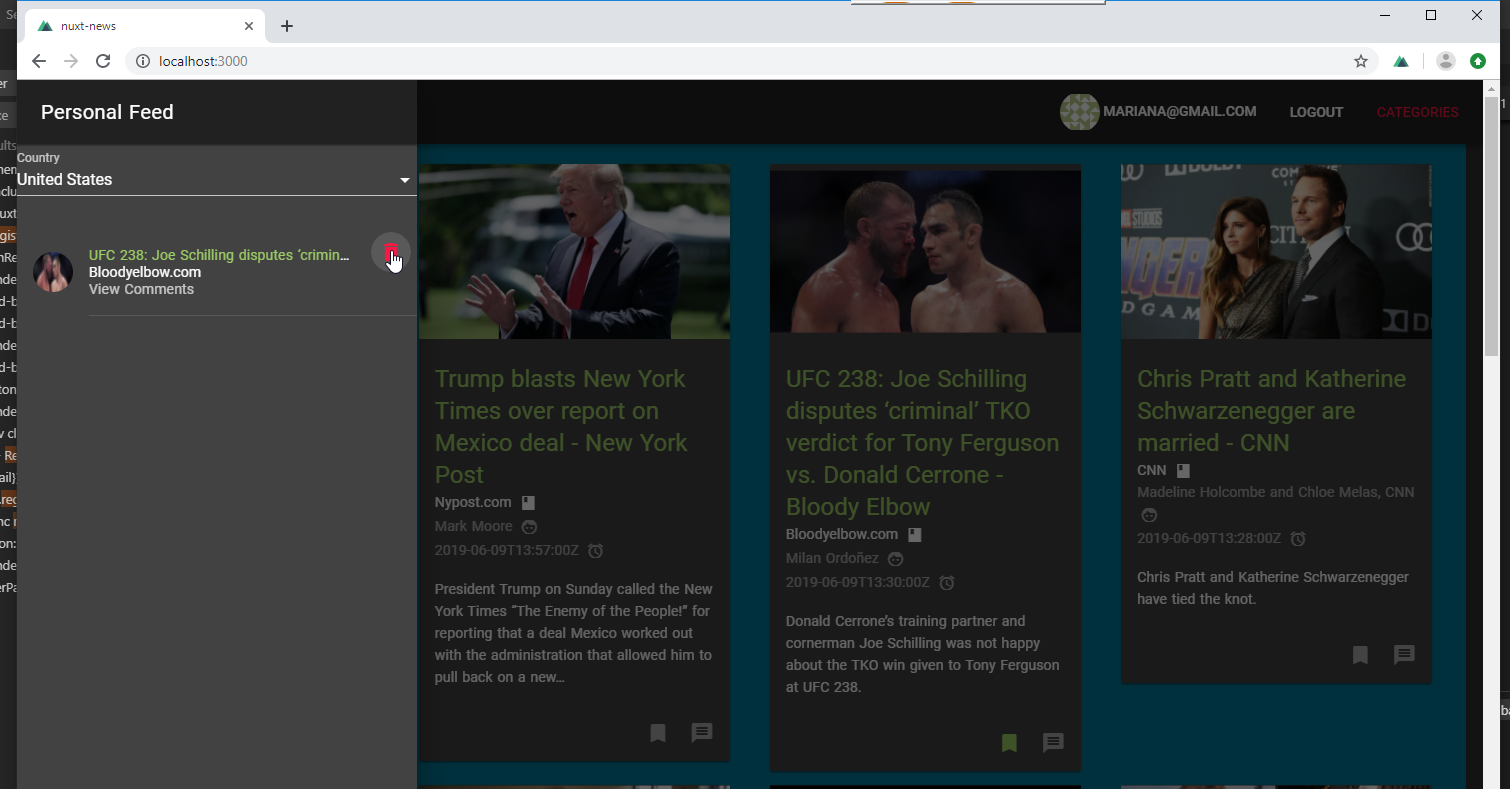 nuxt-news
localhost:3000
Personal Feed
MARIANA@GMAIL.COM
LOGOUT
CATEGORIES
Country
United States
UFC 238: Joe Schilling disputes ‘crimin...
Bloodyelbow.com
View Comments
Trump blasts New York
Times over report on
Mexico deal - New York
Post
Nypost.com
Mark Moore
2019-06-09T13:57:00Z
President Trump on Sunday called the New
York Times “The Enemy of the People!” for
reporting that a deal Mexico worked out
with the administration that allowed him to
pull back on a new…
UFC 238: Joe Schilling
disputes ‘criminal’ TKO
verdict for Tony Ferguson
vs. Donald Cerrone -
Bloody Elbow
Bloodyelbow.com
Milan Ordoñez
2019-06-09T13:30:00Z
Donald Cerrone’s training partner and
cornerman Joe Schilling was not happy
about the TKO win given to Tony Ferguson
at UFC 238.
STUDIOS
CIT
DGAM
Chris Pratt and Katherine
Schwarzenegger are
married - CNN
CNN
Madeline Holcombe and Chloe Melas, CNN
2019-06-09T13:28:00Z
Chris Pratt and Katherine Schwarzenegger
have tied the knot.